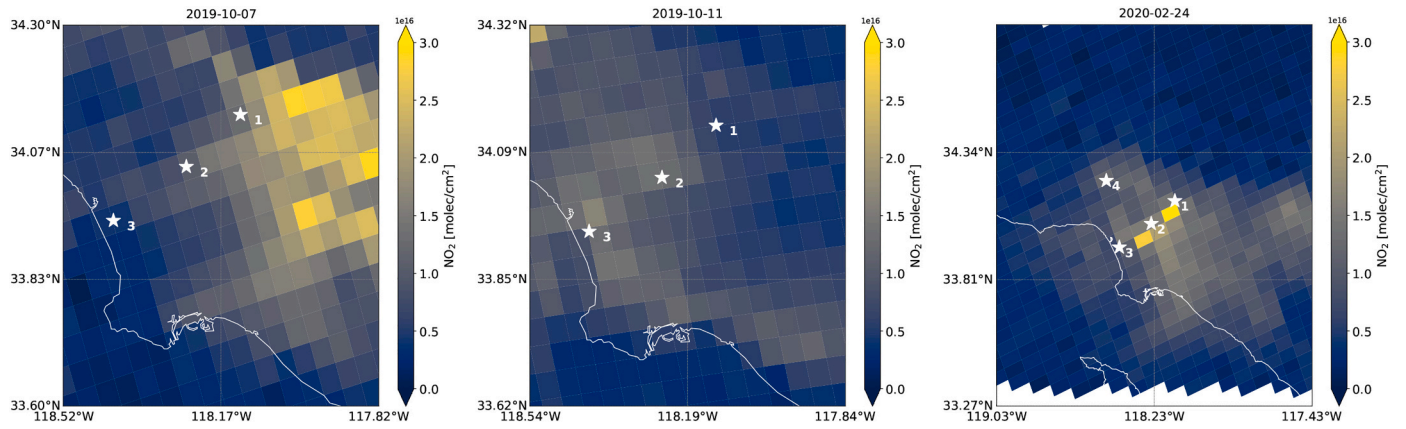 2019-10-07
34.30°N
34.07°N
33.83°N
33.60°N
118.52°W
118.17°W
117.82°W
1
2
3
1e16
3.0
2.5
2.0
1.5
1.0
0.5
0.0
NO₂ [molec/cm²]
2019-10-11
34.32°N
34.09°N
33.85°N
33.62°N
118.54°W
118.19°W
117.84°W
1
2
3
1e16
3.0
2.5
2.0
1.5
1.0
0.5
0.0
NO₂ [molec/cm²]
2020-02-24
34.34°N
33.81°N
33.27°N
119.03°W
118.23°W
117.43°W
4
1
2
3
1e16
3.0
2.5
2.0
1.5
1.0
0.5
0.0
NO₂ [molec/cm²]